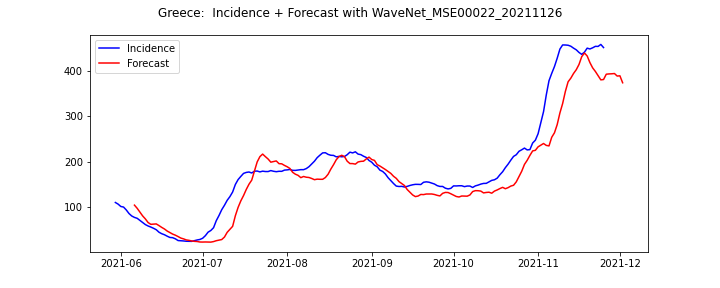 Greece:  Incidence + Forecast with WaveNet_MSE00022_20211126
Incidence
Forecast
400
300
200
100
2021-06 2021-07 2021-08 2021-09 2021-10 2021-11 2021-12